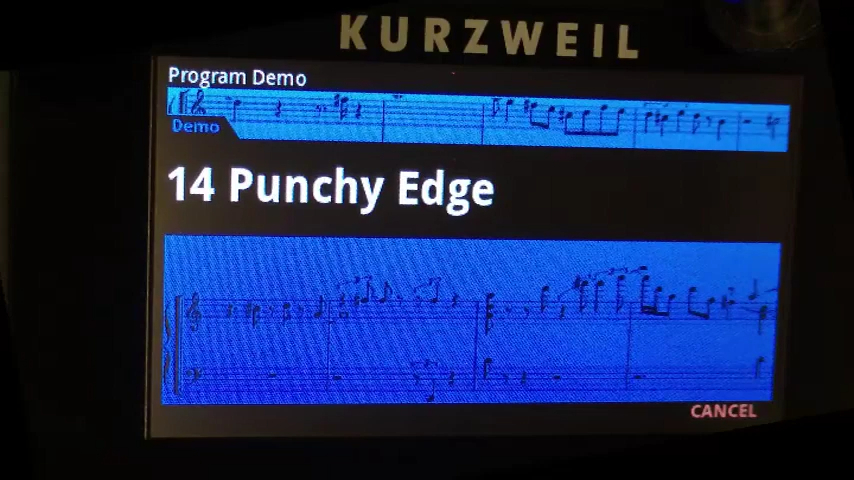 KURZWEIL
Program Demo
Demo
14 Punchy Edge
CANCEL